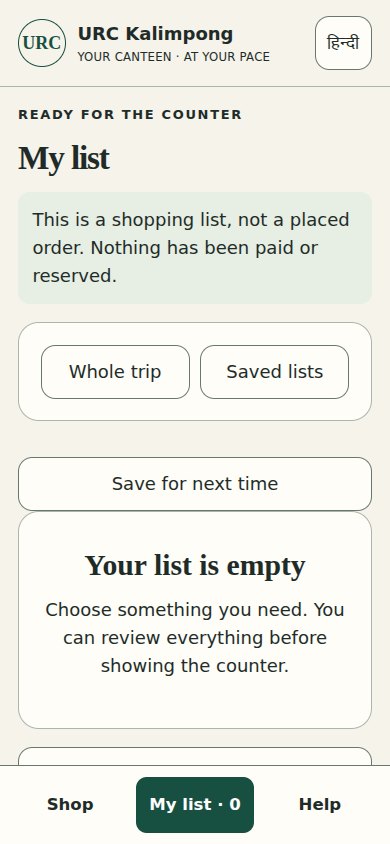 URC
URC Kalimpong
YOUR CANTEEN · AT YOUR PACE
हिन्दी
READY FOR THE COUNTER
My list
This is a shopping list, not a placed
order. Nothing has been paid or
reserved.
Whole trip
Saved lists
Save for next time
Your list is empty
Choose something you need. You
can review everything before
showing the counter.
Shop
My list · 0
Help